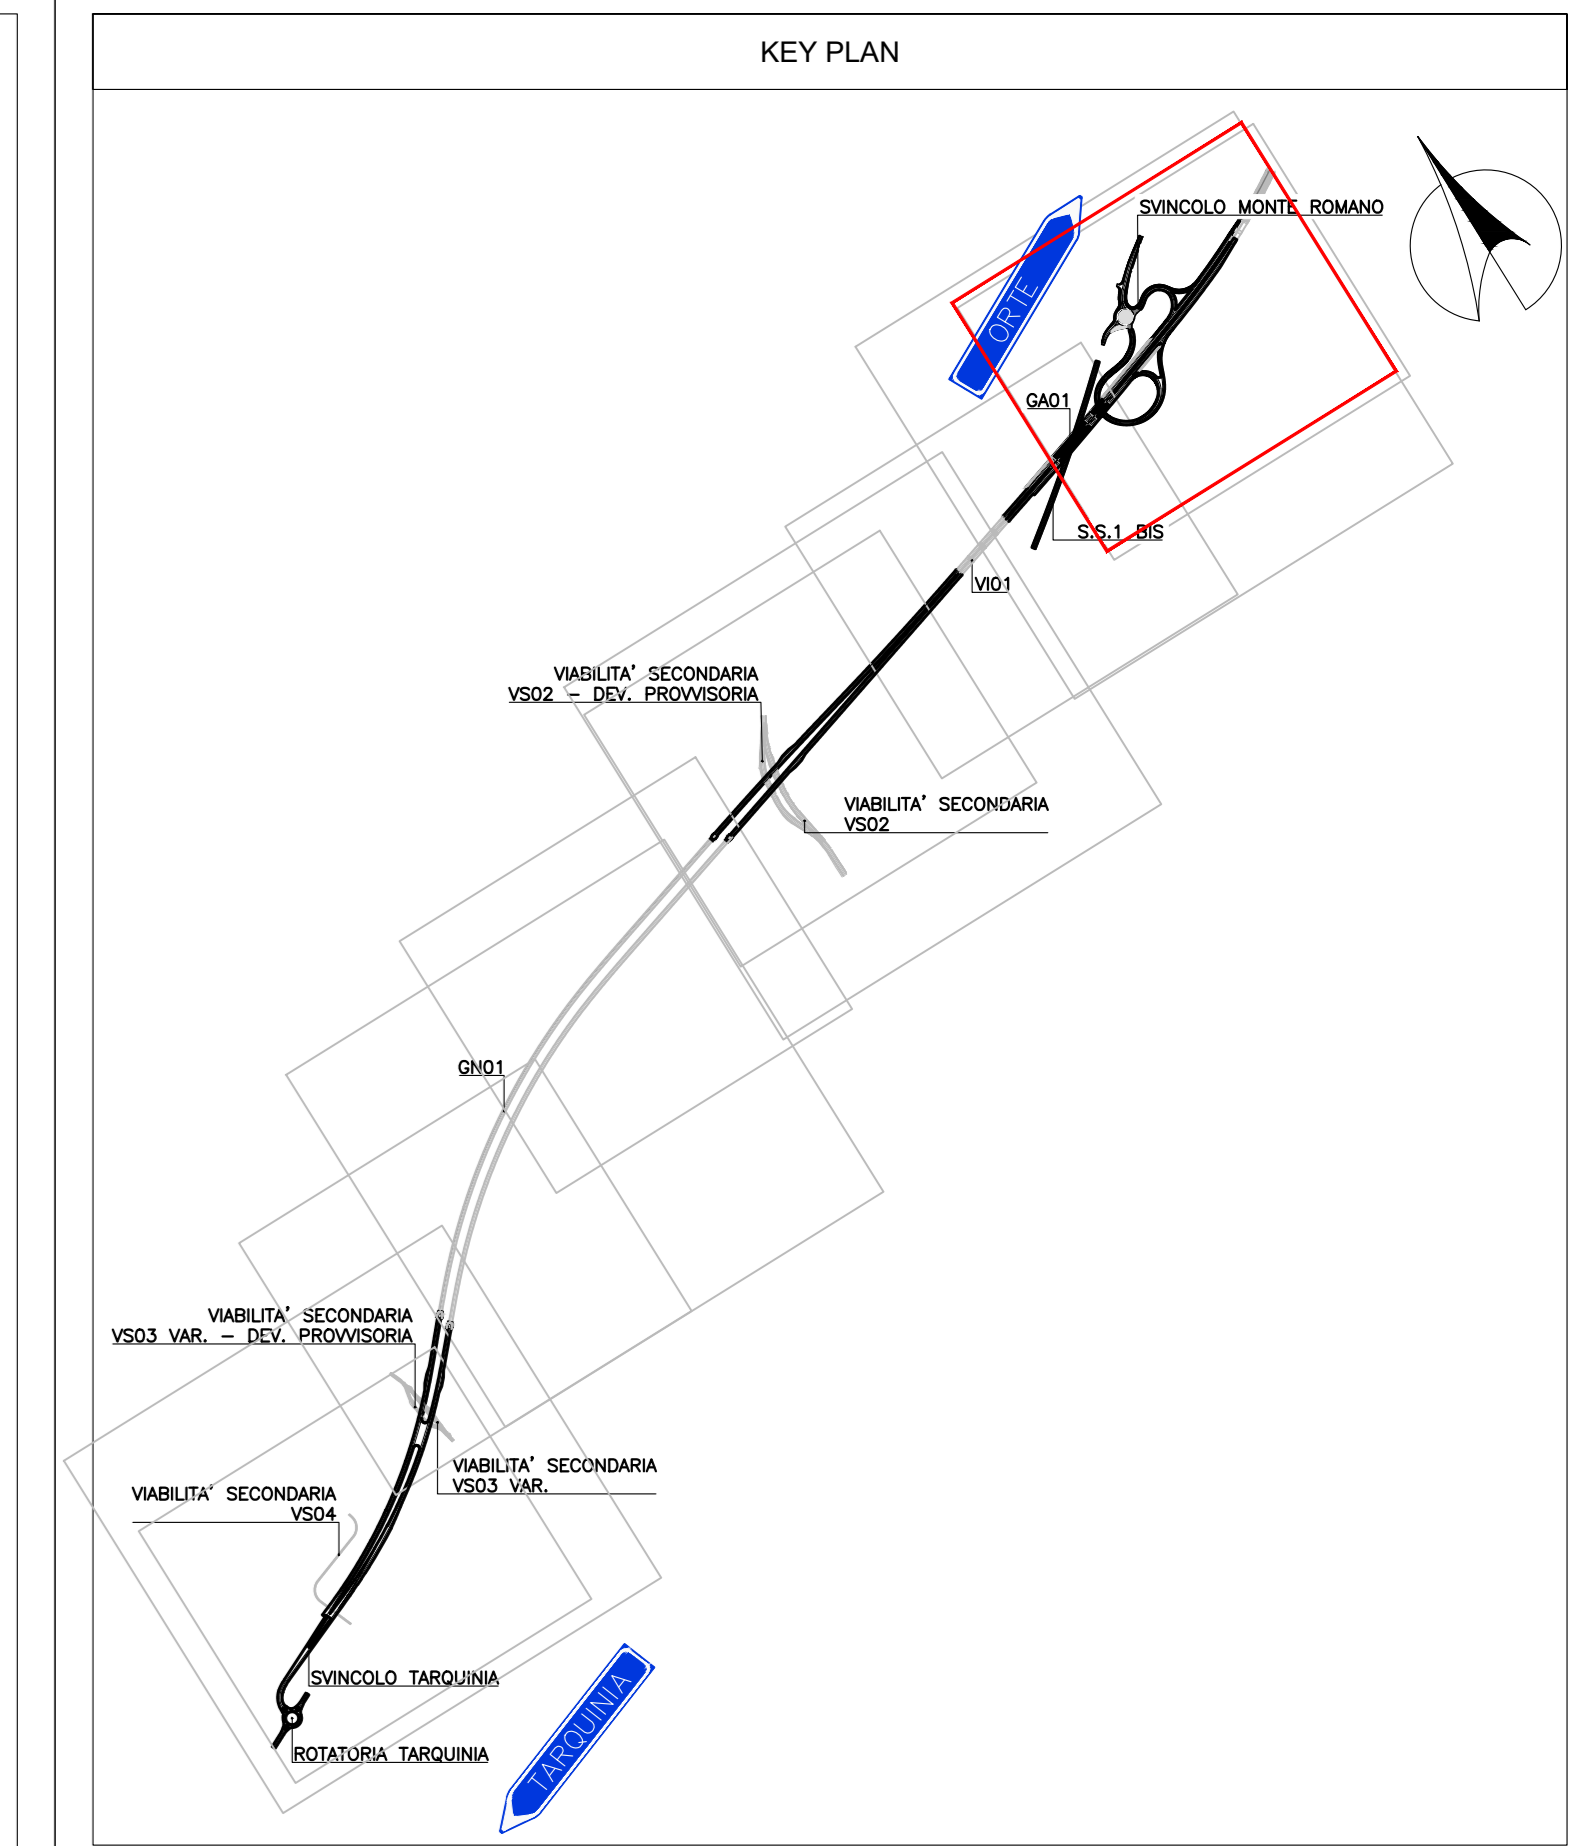 KEY PLAN
SVINCOLO MONTE ROMANO
ORTE
GA01
S.S.1 BIS
VI01
VIABILITA' SECONDARIA
VS02 - DEV. PROVVISORIA
VIABILITA' SECONDARIA
VS02
GN01
VIABILITA' SECONDARIA
VS03 VAR. - DEV. PROVVISORIA
VIABILITA' SECONDARIA
VS03 VAR.
VIABILITA' SECONDARIA
VS04
SVINCOLO TARQUINIA
TARQUINIA
ROTATORIA TARQUINIA